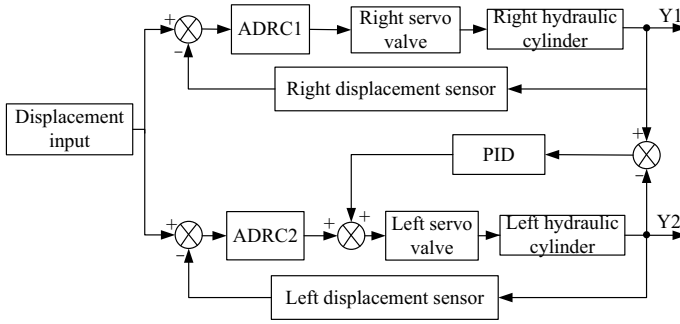 Y1
+
ADRC1
Right servo
valve
Right hydraulic
cylinder
−
Right displacement sensor
Displacement
input
+
PID
−
+
+
+
ADRC2
Left servo
valve
Left hydraulic
cylinder
Y2
−
Left displacement sensor